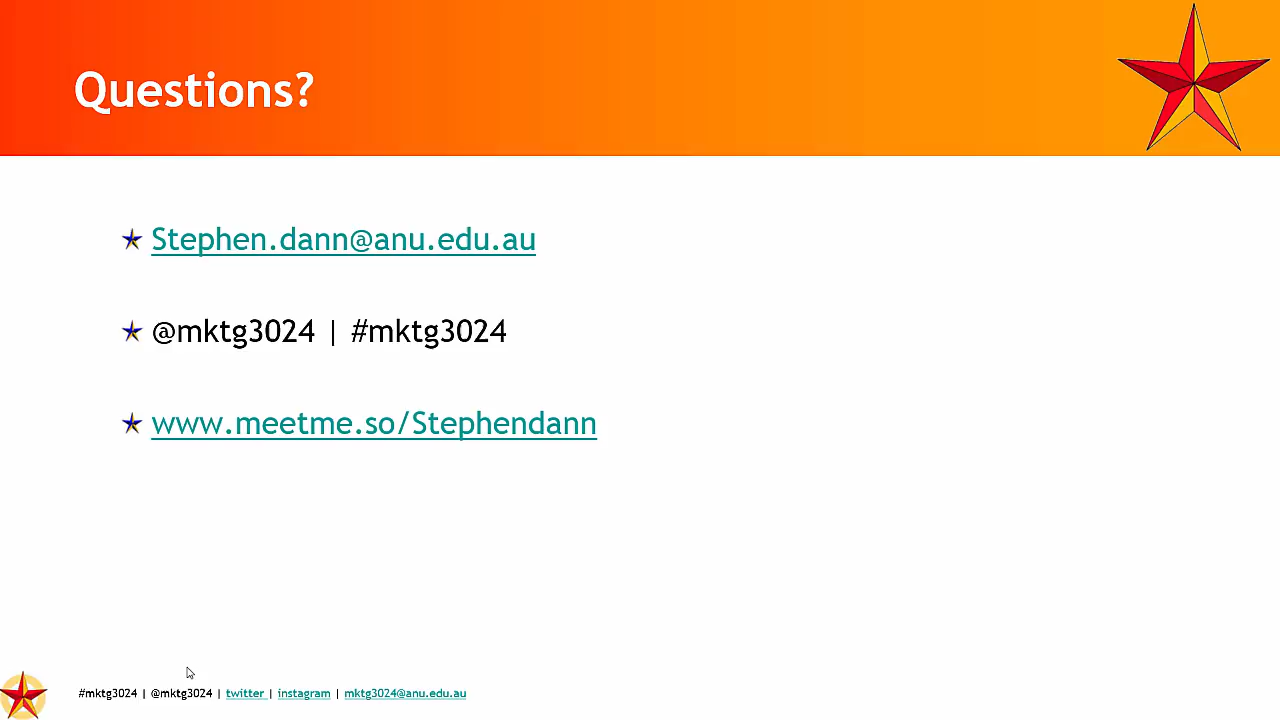 Questions?
Stephen.dann@anu.edu.au
@mktg3024 | #mktg3024
www.meetme.so/Stephendann
#mktg3024 | @mktg3024 | twitter | instagram | mktg3024@anu.edu.au